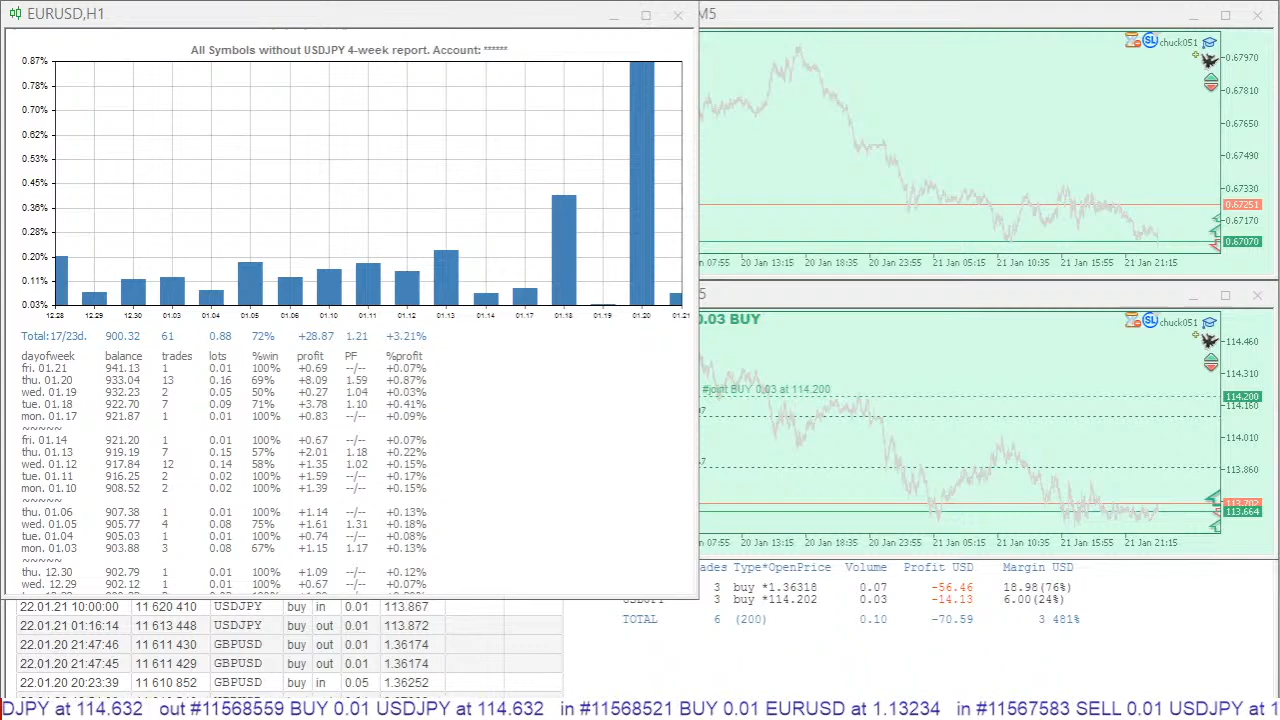 EURUSD,H1
All Symbols without USDJPY 4-week report. Account: ******
0.87%
0.78%
0.70%
0.62%
0.53%
0.45%
0.36%
0.28%
0.20%
0.11%
0.03%
12.28 12.29 12.30 01.03 01.04 01.05 01.06 01.10 01.11 01.12 01.13 01.14 01.17 01.18 01.19 01.20 01.21
Total:17/23d. 900.32 61 0.88 72% +28.87 1.21 +3.21%
dayofweek balance trades lots %win profit PF %profit
fri. 01.21 941.13 1 0.01 100% +0.69 --/-- +0.07%
thu. 01.20 933.04 13 0.16 69% +8.09 1.59 +0.87%
wed. 01.19 932.23 2 0.05 50% +0.27 1.04 +0.03%
tue. 01.18 922.70 7 0.09 71% +3.78 1.10 +0.41%
mon. 01.17 921.87 1 0.01 100% +0.83 --/-- +0.09%
~~~~~
fri. 01.14 921.20 1 0.01 100% +0.67 --/-- +0.07%
thu. 01.13 919.19 7 0.15 57% +2.01 1.18 +0.22%
wed. 01.12 917.84 12 0.14 58% +1.35 1.02 +0.15%
tue. 01.11 916.25 2 0.02 100% +1.59 --/-- +0.17%
mon. 01.10 908.52 2 0.02 100% +1.39 --/-- +0.15%
~~~~~
thu. 01.06 907.38 1 0.01 100% +1.14 --/-- +0.13%
wed. 01.05 905.77 4 0.08 75% +1.61 1.31 +0.18%
tue. 01.04 905.03 1 0.01 100% +0.74 --/-- +0.08%
mon. 01.03 903.88 3 0.08 67% +1.15 1.17 +0.13%
~~~~~
thu. 12.30 902.79 1 0.01 100% +1.09 --/-- +0.12%
wed. 12.29 902.12 1 0.01 100% +0.67 --/-- +0.07%
M5
SL chuck051
0.67970
0.67810
0.67650
0.67490
0.67330
0.67251
0.67170
0.67070
07:55 20 Jan 13:15 20 Jan 18:35 20 Jan 23:55 21 Jan 05:15 21 Jan 10:35 21 Jan 15:55 21 Jan 21:15
5
0.03 BUY
SL chuck051
#joint BUY 0.03 at 114.200
114.460
114.310
114.200
114.160
114.010
113.860
113.702
113.664
07:55 20 Jan 13:15 20 Jan 18:35 20 Jan 23:55 21 Jan 05:15 21 Jan 10:35 21 Jan 15:55 21 Jan 21:15
ades Type*OpenPrice Volume Profit USD Margin USD
3 buy *1.36318 0.07 -56.46 18.98(76%)
3 buy *114.202 0.03 -14.13 6.00(24%)
TOTAL 6 (200) 0.10 -70.59 3 481%
22.01.21 10:00:00 11 620 410 USDJPY buy in 0.01 113.867
22.01.21 01:16:14 11 613 448 USDJPY buy out 0.01 113.872
22.01.20 21:47:46 11 611 430 GBPUSD buy out 0.01 1.36174
22.01.20 21:47:45 11 611 429 GBPUSD buy out 0.01 1.36174
22.01.20 20:23:39 11 610 852 GBPUSD buy in 0.05 1.36252
DJPY at 114.632 out #11568559 BUY 0.01 USDJPY at 114.632 in #11568521 BUY 0.01 EURUSD at 1.13234 in #11567583 SELL 0.01 USDJPY at 1